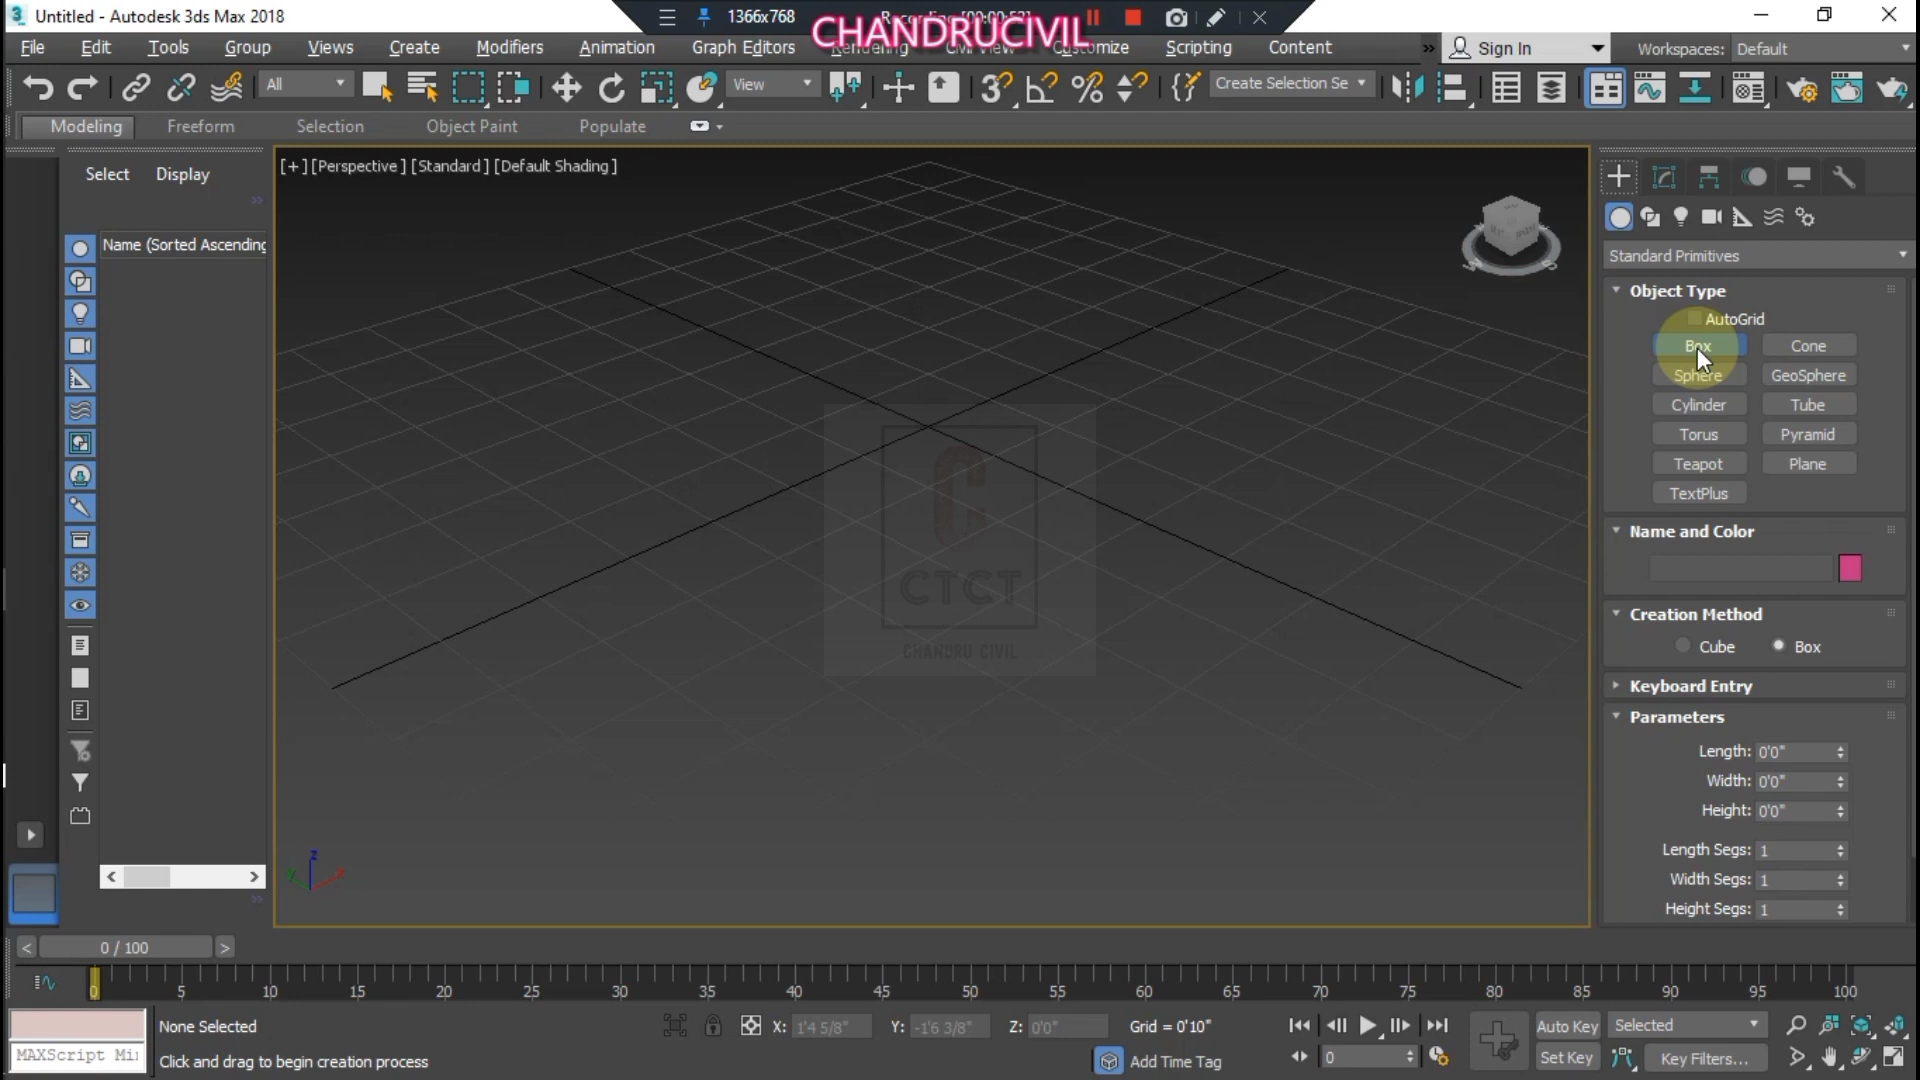 Untitled - Autodesk 3ds Max 2018
1366x768
CHANDRUCIVIL
File Edit Tools Group Views Create Modifiers Animation Graph Editors Rendering Civil View Customize Scripting Content Sign In Workspaces: Default
All View Create Selection Se
Modeling Freeform Selection Object Paint Populate
Select Display
[+] [Perspective] [Standard] [Default Shading]
Name (Sorted Ascending
Standard Primitives
Object Type
AutoGrid
Box Cone
Sphere GeoSphere
Cylinder Tube
Torus Pyramid
Teapot Plane
TextPlus
Name and Color
Creation Method
Cube Box
Keyboard Entry
Parameters
Length: 0'0"
Width: 0'0"
Height: 0'0"
Length Segs: 1
Width Segs: 1
Height Segs: 1
C
CTCT
CHANDRU CIVIL
z
x
y
< 0 / 100 >
0 5 10 15 20 25 30 35 40 45 50 55 60 65 70 75 80 85 90 95 100
None Selected
X: 1'4 5/8" Y: -1'6 3/8" Z: 0'0" Grid = 0'10"
Auto Key Selected
MAXScript Mi
Click and drag to begin creation process
Add Time Tag
0
Set Key Key Filters...